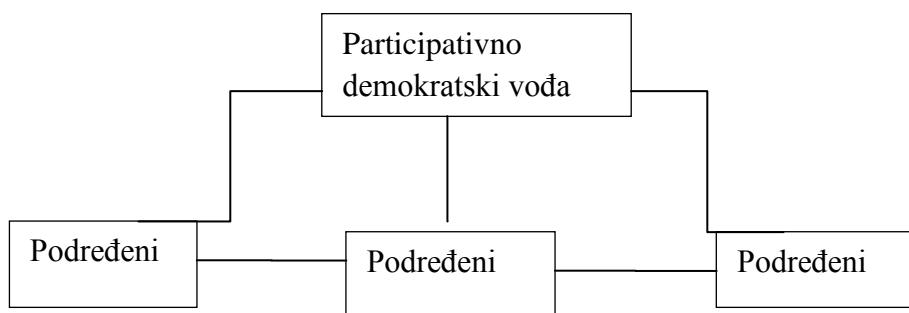 Participativno
demokratski vođa
Podređeni
Podređeni
Podređeni